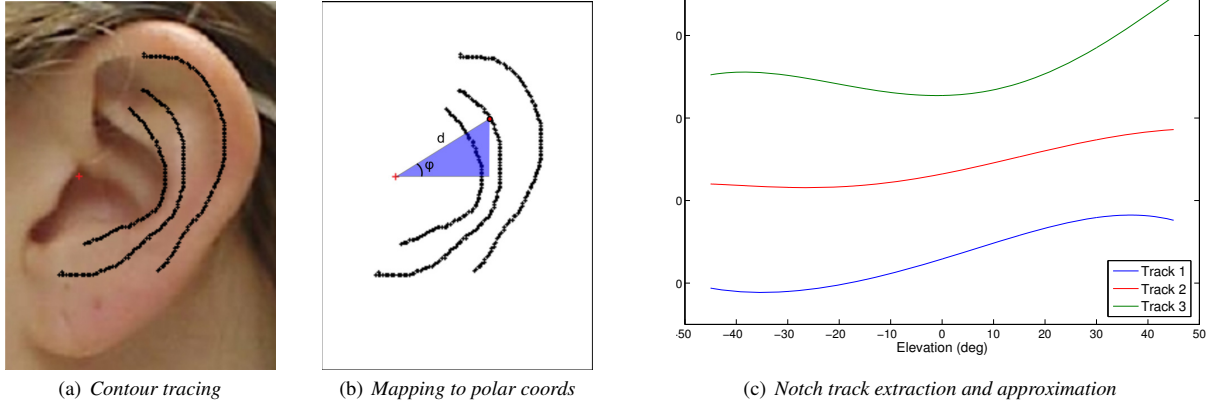 d
φ
0
0
0
0
Track 1
Track 2
Track 3
-50 −40 −30 −20 −10 0 10 20 30 40 50
Elevation (deg)
(a) Contour tracing
(b) Mapping to polar coords
(c) Notch track extraction and approximation